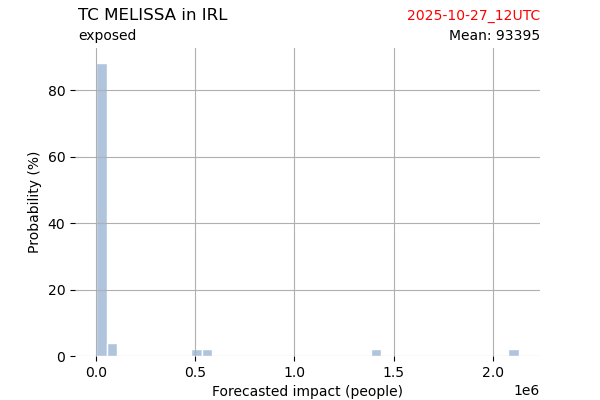 TC MELISSA in IRL
2025-10-27_12UTC
exposed
Mean: 93395
80
60
40
20
0
Probability (%)
0.0 0.5 1.0 1.5 2.0
1e6
Forecasted impact (people)